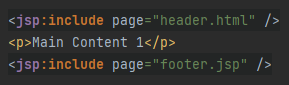 <jsp:include page="header.html" />
<p>Main Content 1</p>
<jsp:include page="footer.jsp" />